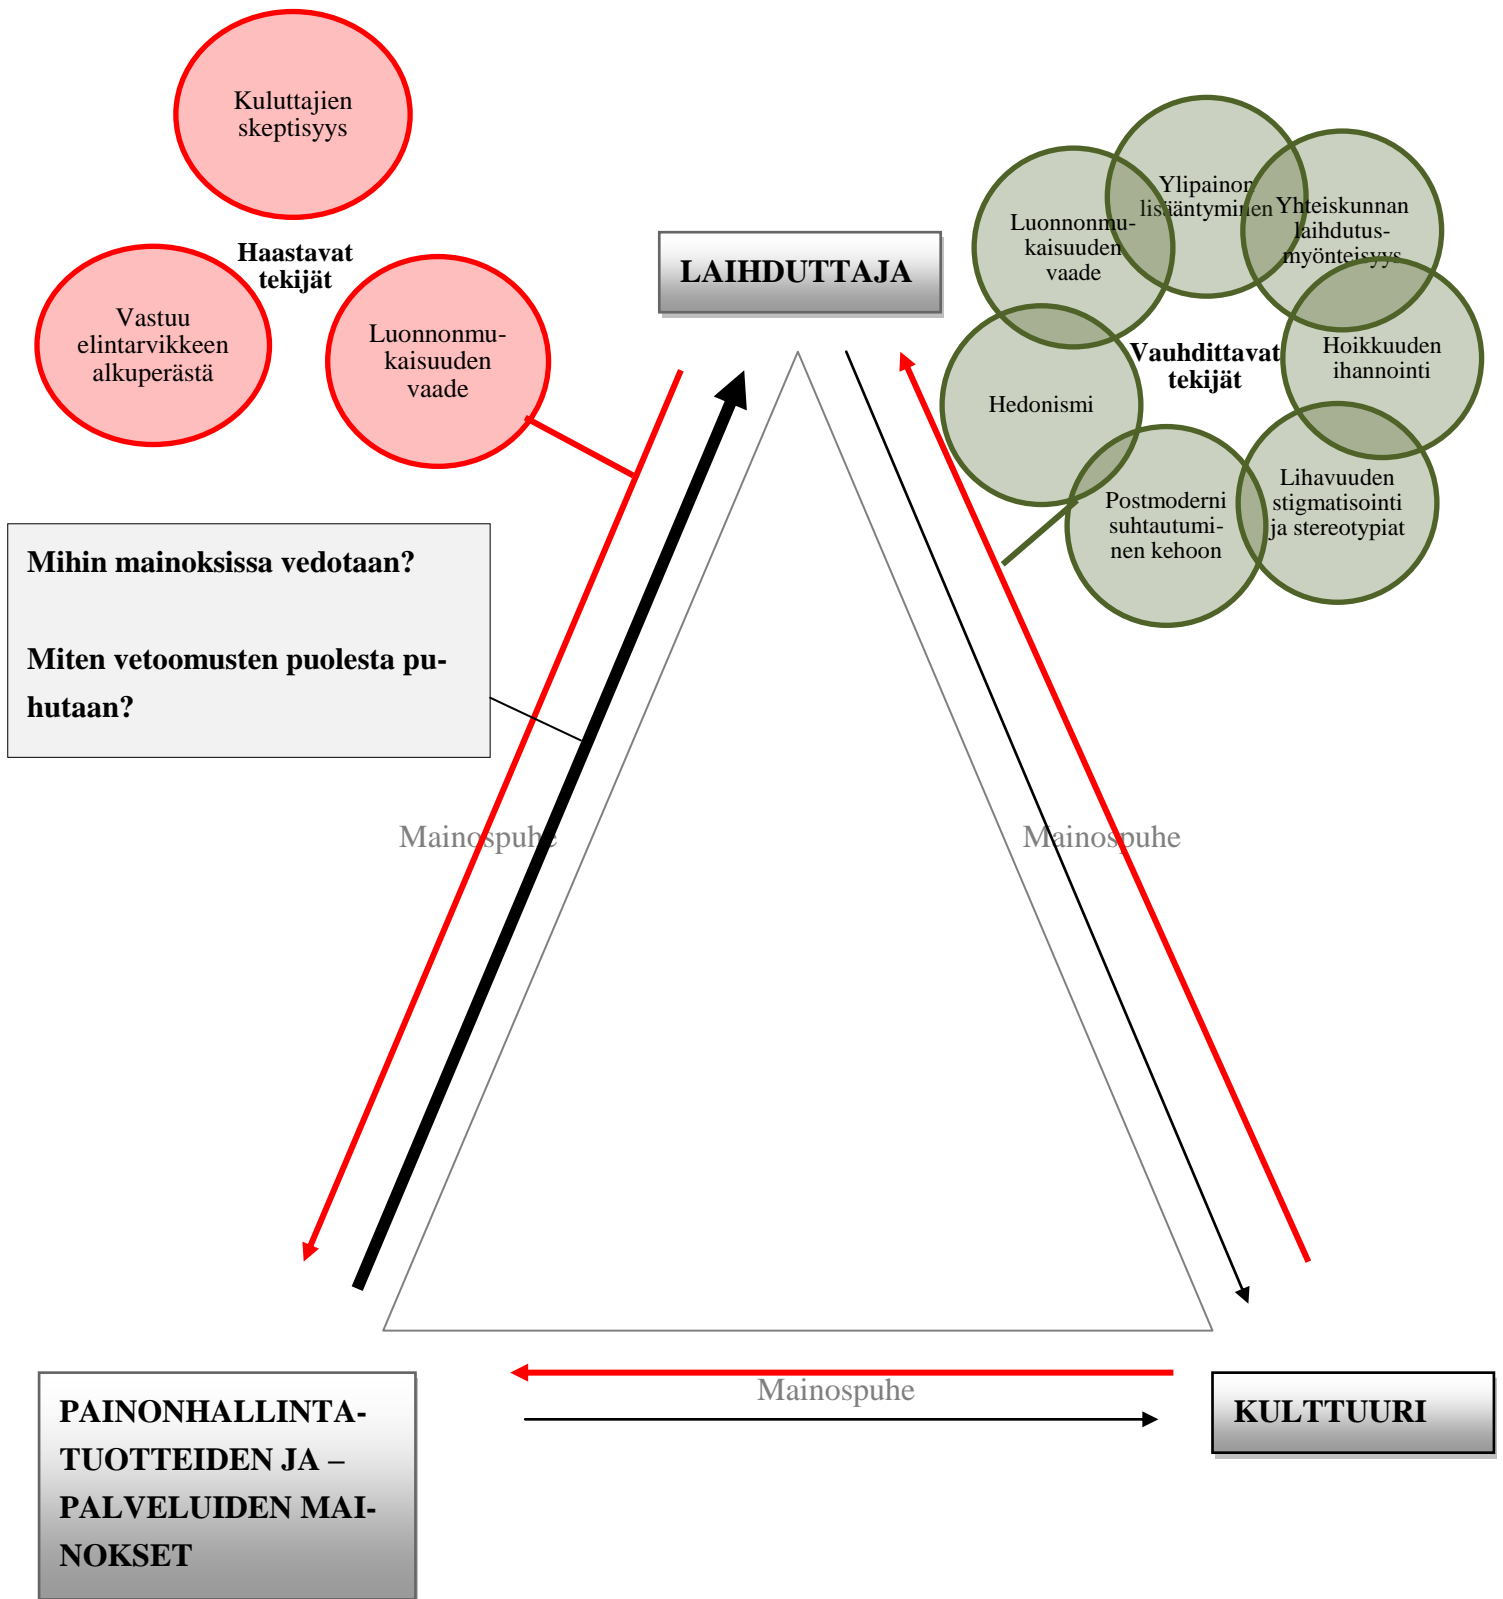 Kuluttajien
skeptisyys
Haastavat
tekijät
Vastuu
elintarvikkeen
alkuperästä
Luonnonmu-
kaisuuden
vaade
LAIHDUTTAJA
Ylipainon
lisääntyminen
Yhteiskunnan
laihdutus-
myönteisyys
Luonnonmu-
kaisuuden
vaade
Vauhdittavat
tekijät
Hoikkuuden
ihannointi
Hedonismi
Lihavuuden
stigmatisointi
ja stereotypiat
Postmoderni
suhtautumi-
nen kehoon
Mihin mainoksissa vedotaan?
Miten vetoomusten puolesta pu-
hutaan?
Mainospuhe
Mainospuhe
Mainospuhe
PAINONHALLINTA-
TUOTTEIDEN JA –
PALVELUIDEN MAI-
NOKSET
KULTTUURI